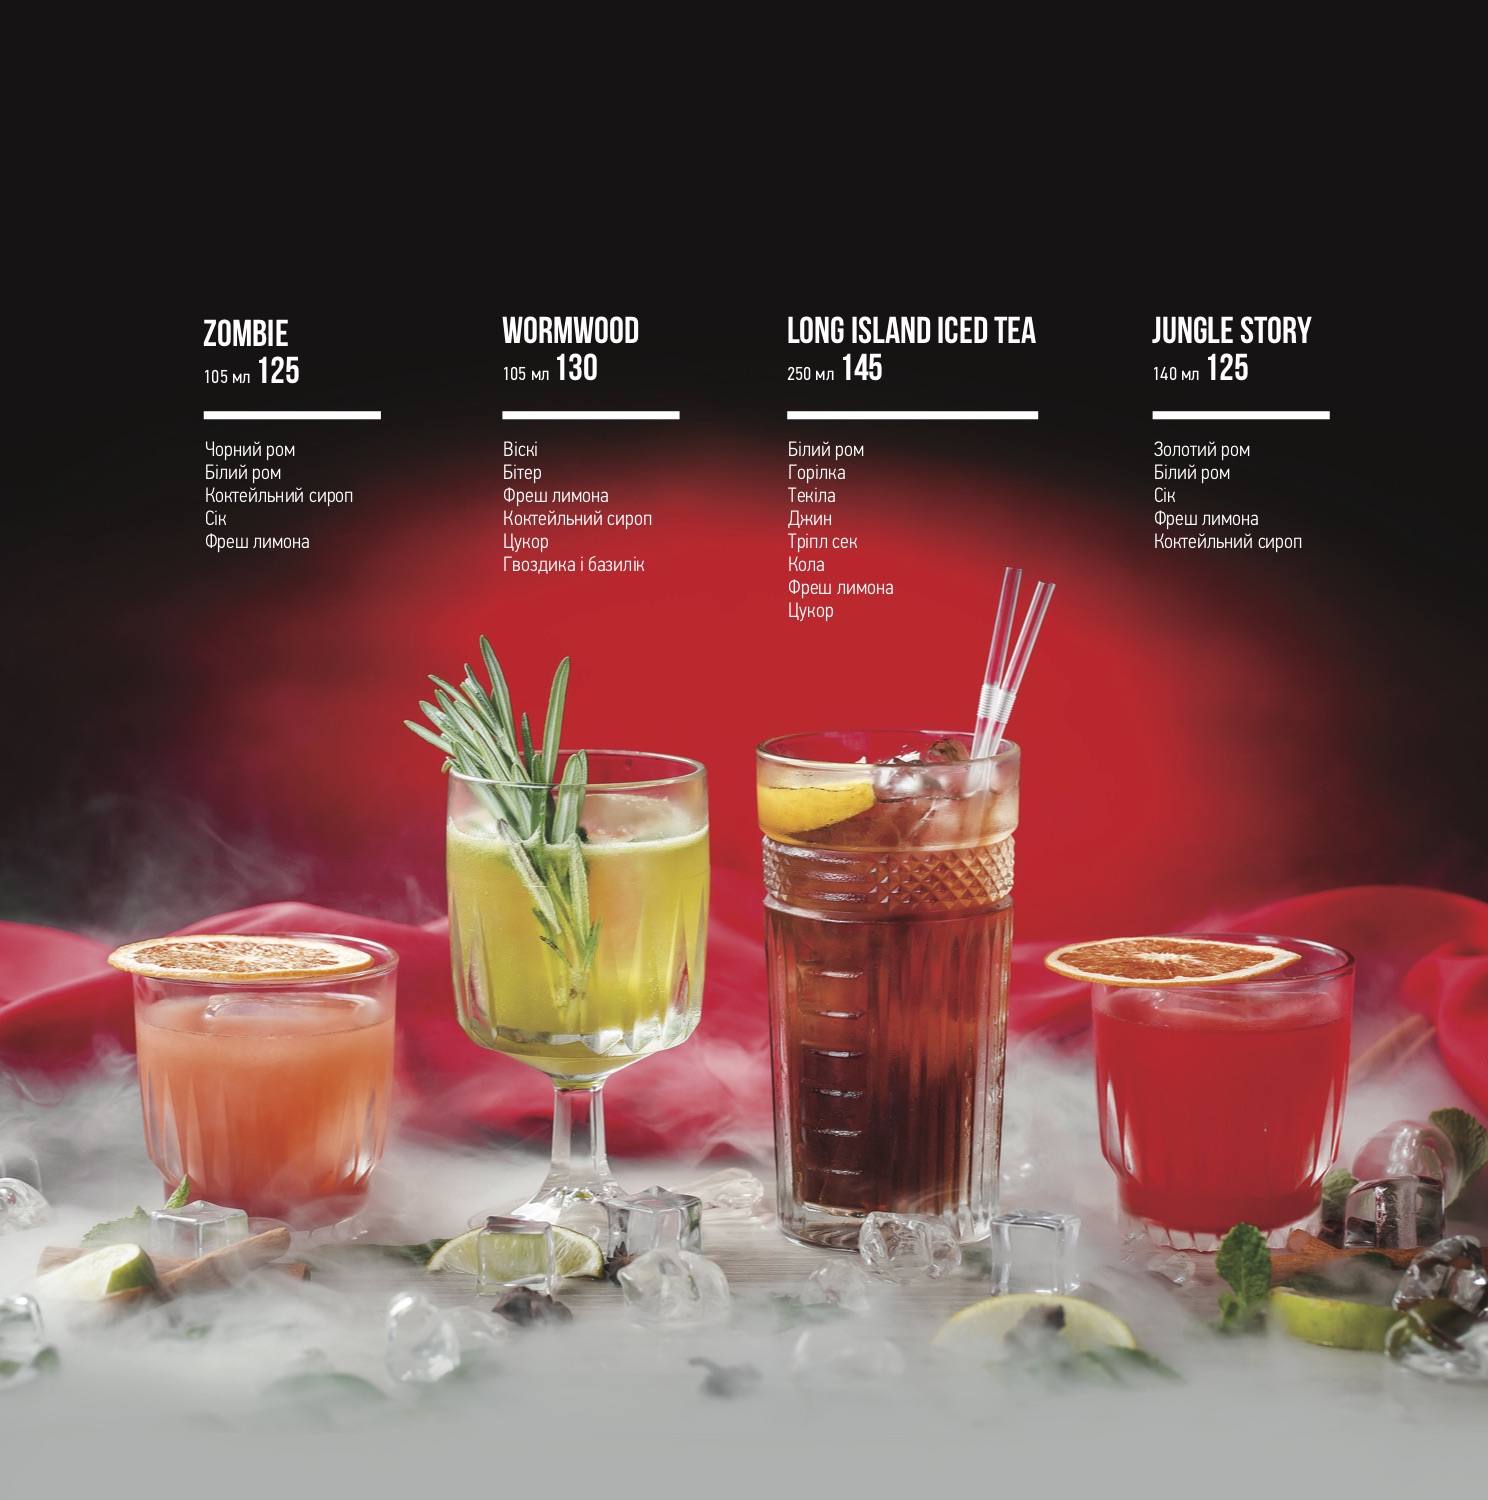 ZOMBIE
105 мл 125
Чорний ром
Білий ром
Коктейльний сироп
Сік
Фреш лимона
WORMWOOD
105 мл 130
Віскі
Бітер
Фреш лимона
Коктейльний сироп
Цукор
Гвоздика і базилік
LONG ISLAND ICED TEA
250 мл 145
Білий ром
Горілка
Текіла
Джин
Тріпл сек
Кола
Фреш лимона
Цукор
JUNGLE STORY
140 мл 125
Золотий ром
Білий ром
Сік
Фреш лимона
Коктейльний сироп